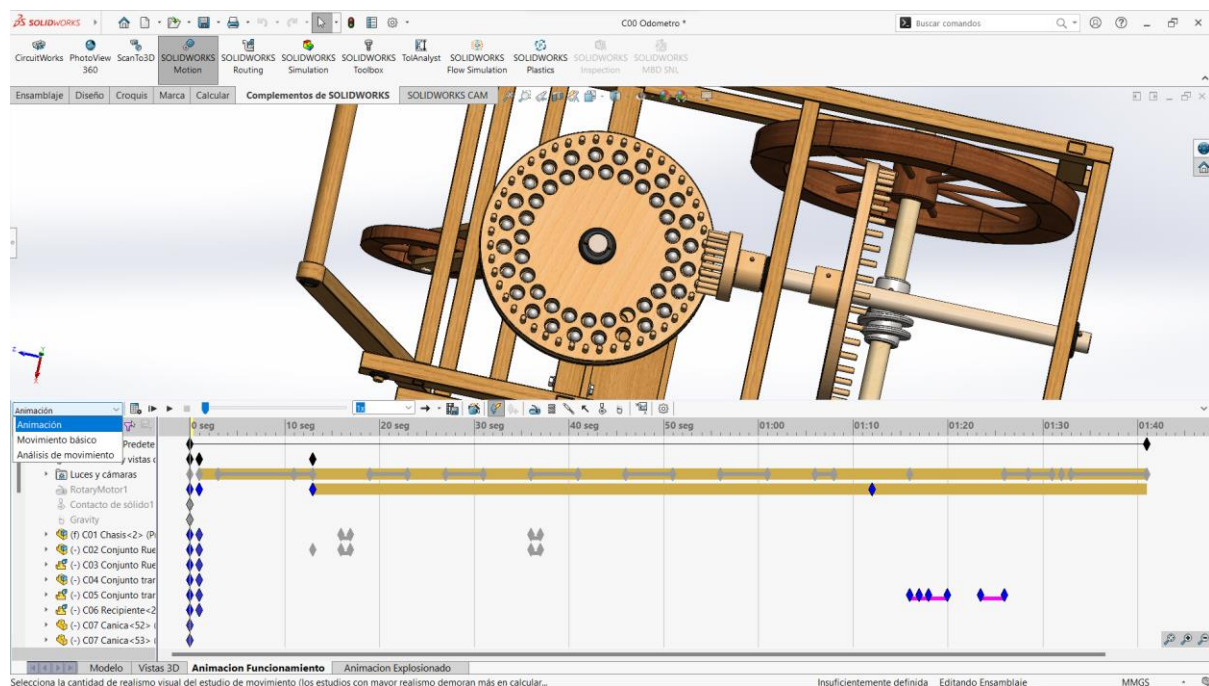 SOLIDWORKS
C00 Odometro *
Buscar comandos
CircuitWorks
PhotoView 360
ScanTo3D
SOLIDWORKS Motion
SOLIDWORKS Routing
SOLIDWORKS Simulation
SOLIDWORKS Toolbox
TolAnalyst
SOLIDWORKS Flow Simulation
SOLIDWORKS Plastics
SOLIDWORKS Inspection
SOLIDWORKS MBD SNL
Ensamblaje Diseño Croquis Marca Calcular Complementos de SOLIDWORKS SOLIDWORKS CAM
Animación
1x
Animación
Movimiento básico
Análisis de movimiento
0 seg 10 seg 20 seg 30 seg 40 seg 50 seg 01:00 01:10 01:20 01:30 01:40
Predete
y vistas
Luces y cámaras
RotaryMotor1
Contacto de sólido1
Gravity
(f) C01 Chasis<2>
(-) C02 Conjunto Rue
(-) C03 Conjunto Rue
(-) C04 Conjunto tran
(-) C05 Conjunto tran
(-) C06 Recipiente<2
(-) C07 Canica<52>
(-) C07 Canica<53>
Modelo Vistas 3D Animacion Funcionamiento Animacion Explosionado
Selecciona la cantidad de realismo visual del estudio de movimiento (los estudios con mayor realismo demoran más en calcular...
Insuficientemente definida Editando Ensamblaje MMGS